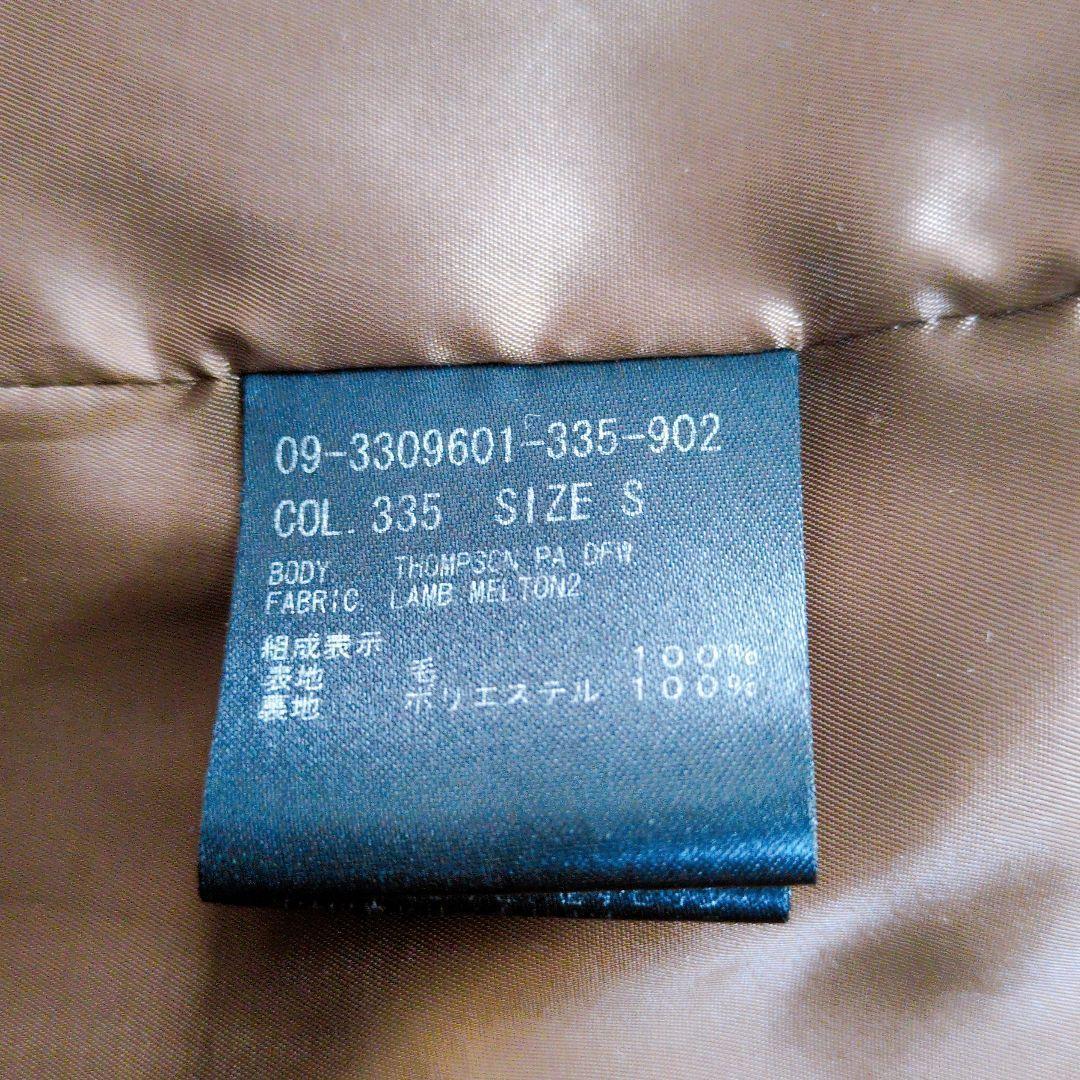 09-3309601-335-902
COL. 335 SIZE S
BODY THOMPSON PA DFW
FABRIC LAMB MELTON2
組成表示
表地 毛 100%
裏地 ポリエステル 100%